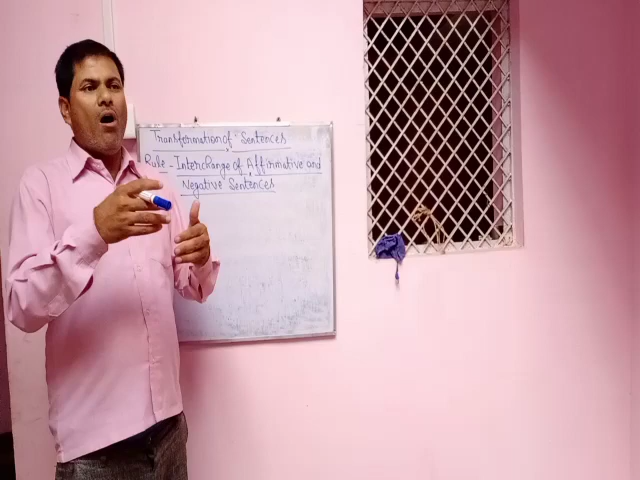 Transformation of Sentences
Rule - Interchange of Affirmative and
Negative Sentences